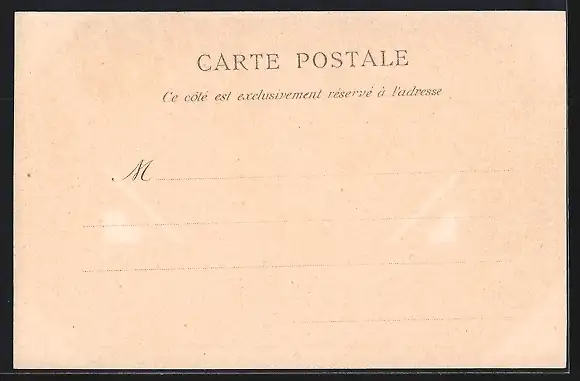 CARTE POSTALE
Ce côté est exclusivement réservé à l'adresse
M